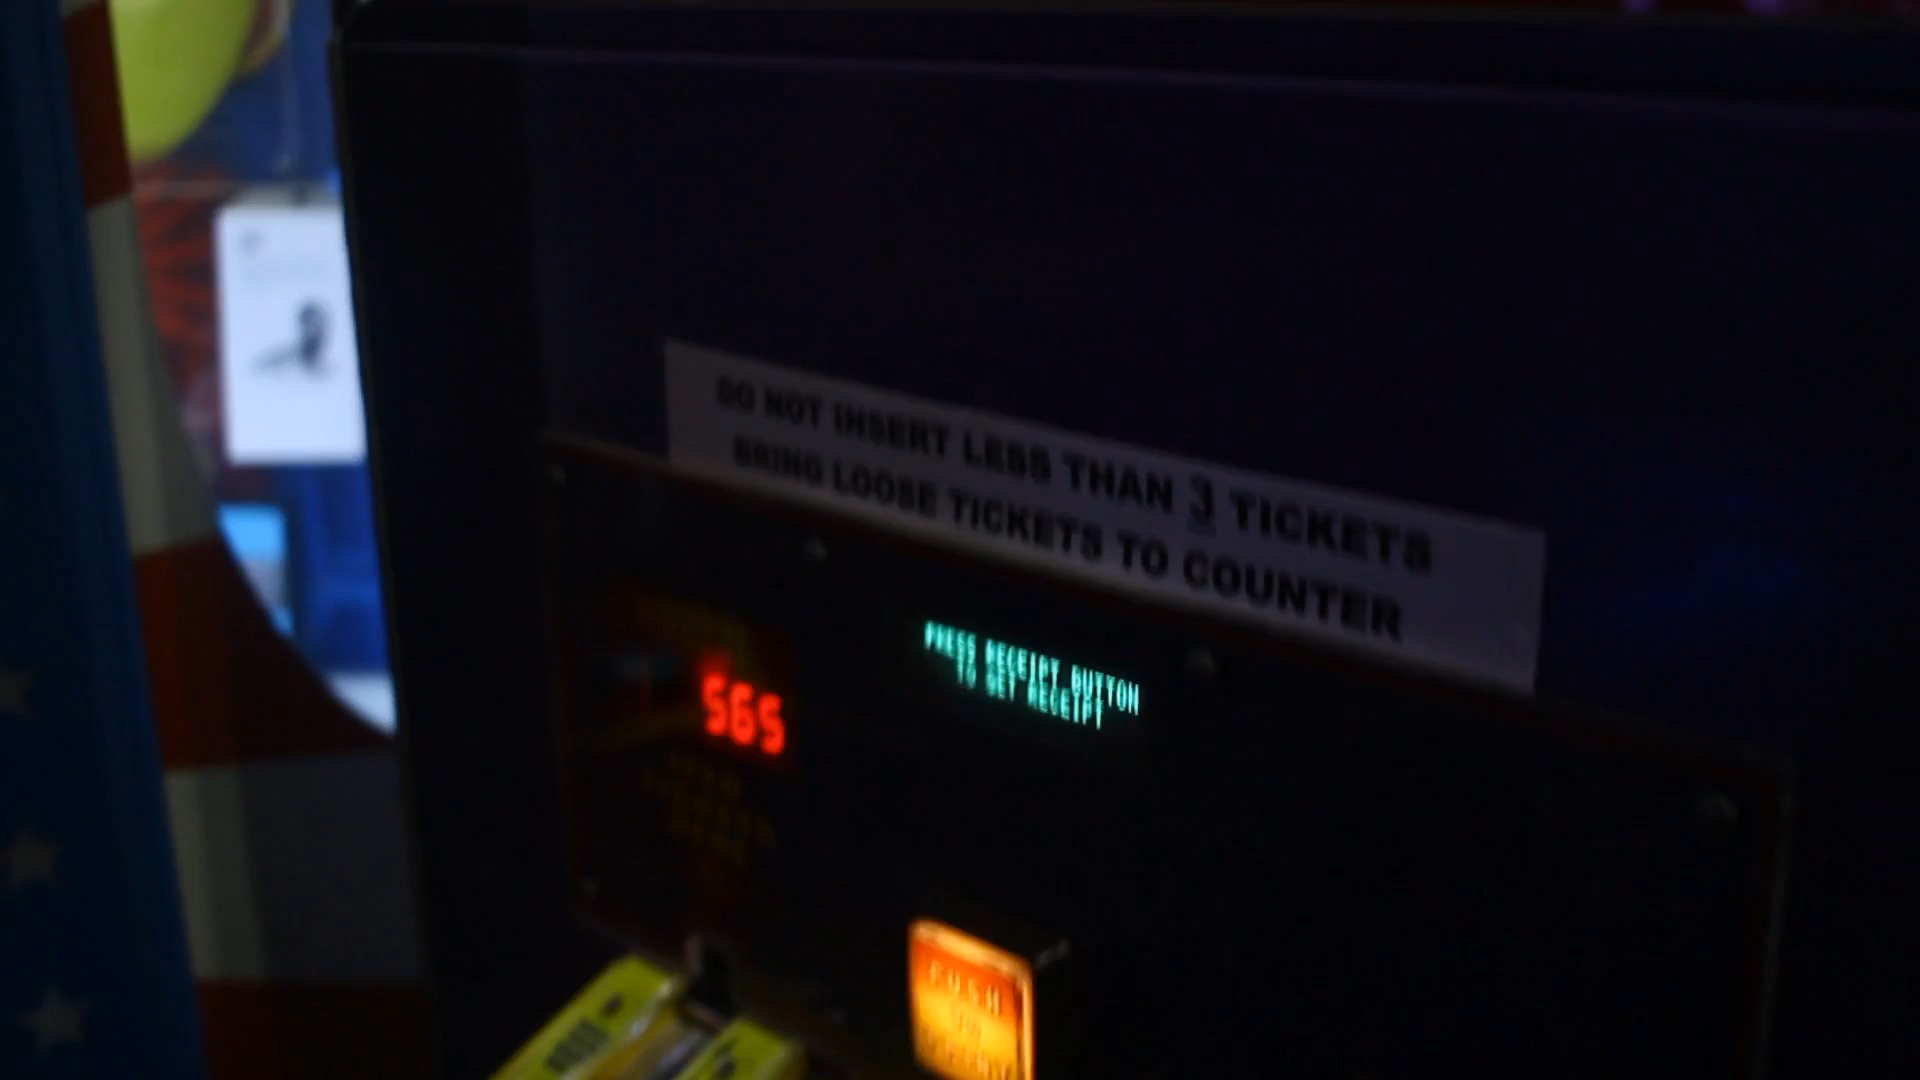 DO NOT INSERT LESS THAN 3 TICKETS
BRING LOOSE TICKETS TO COUNTER
PRESS RECEIPT BUTTON
TO GET RECEIPT
565
PUSH